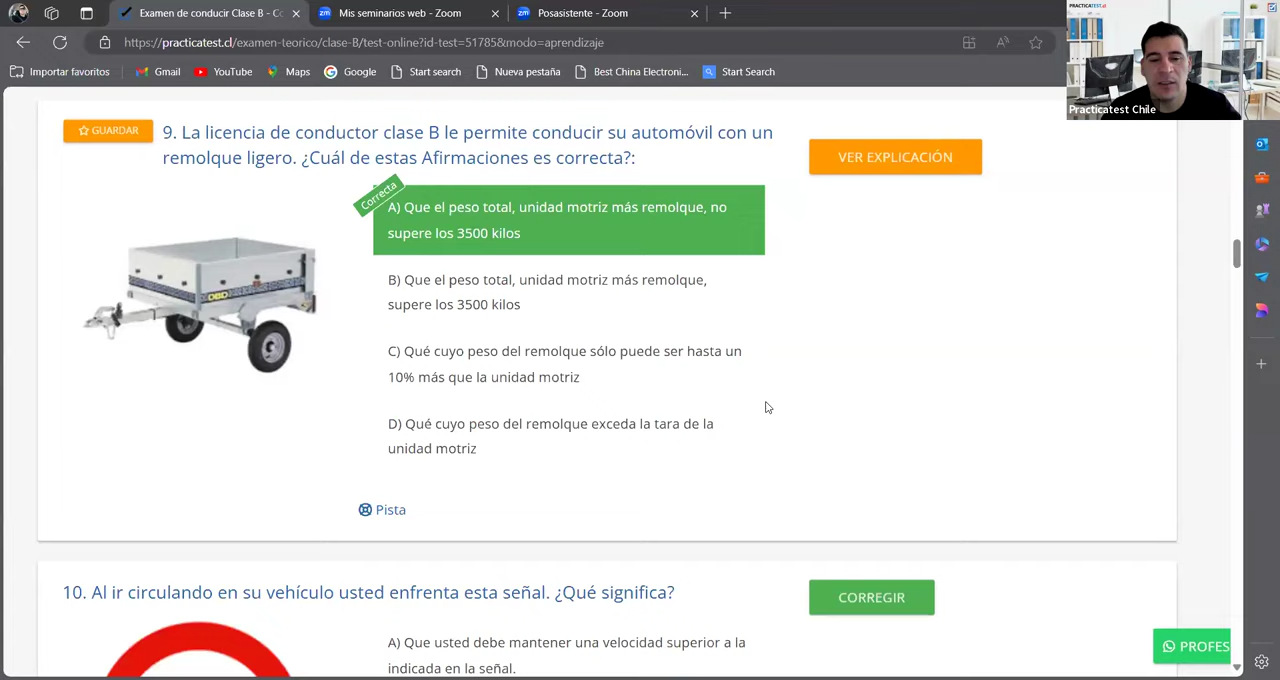 Examen de conducir Clase B - Co
Mis seminarios web - Zoom
Posasistente - Zoom
https://practicatest.cl/examen-teorico/clase-B/test-online?id-test=51785&modo=aprendizaje
Importar favoritos
Gmail
YouTube
Maps
Google
Start search
Nueva pestaña
Best China Electroni...
Start Search
PRACTICATEST.cl
Practicatest Chile
GUARDAR
9. La licencia de conductor clase B le permite conducir su automóvil con un
remolque ligero. ¿Cuál de estas Afirmaciones es correcta?:
VER EXPLICACIÓN
Correcta
A) Que el peso total, unidad motriz más remolque, no
supere los 3500 kilos
B) Que el peso total, unidad motriz más remolque,
supere los 3500 kilos
C) Qué cuyo peso del remolque sólo puede ser hasta un
10% más que la unidad motriz
D) Qué cuyo peso del remolque exceda la tara de la
unidad motriz
Pista
10. Al ir circulando en su vehículo usted enfrenta esta señal. ¿Qué significa?
CORREGIR
A) Que usted debe mantener una velocidad superior a la
indicada en la señal.
PROFES